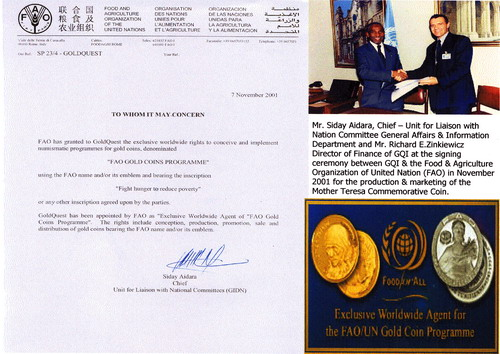 FAO
联合国
粮食及
农业组织
FOOD AND
AGRICULTURE
ORGANIZATION
OF THE
UNITED NATIONS
ORGANISATION
DES NATIONS
UNIES POUR
L'ALIMENTATION
ET L'AGRICULTURE
ORGANIZACION
DE LAS NACIONES
UNIDAS PARA
LA AGRICULTURA
Y LA ALIMENTACION
Viale delle Terme di Caracalla
Our Ref.: SP 23/4 - GOLDQUEST
Your Ref.:
7 November 2001
TO WHOM IT MAY CONCERN
FAO has granted to GoldQuest the exclusive worldwide rights to conceive and implement
numismatic programmes for gold coins, denominated
"FAO GOLD COINS PROGRAMME"
using the FAO name and/or its emblem and bearing the inscription
"Fight hunger to reduce poverty"
or any other inscription agreed upon by the parties.
GoldQuest has been appointed by FAO as "Exclusive Worldwide Agent of "FAO Gold
Coins Programme". The rights include conception, production, promotion, sale and
distribution of gold coins bearing the FAO name and/or its emblem.
Siday Aidara
Chief
Unit for Liaison with National Committees (GIDN)
Mr. Siday Aidara, Chief – Unit for Liaison with
Nation Committee General Affairs & Information
Department and Mr. Richard E.Zinkiewicz
Director of Finance of GQI at the signing
ceremony between GQI & the Food & Agriculture
Organization of United Nation (FAO) in November
2001 for the production & marketing of the
Mother Teresa Commemorative Coin.
FOOD ALL
Exclusive Worldwide Agent for
the FAO/UN Gold Coin Programme